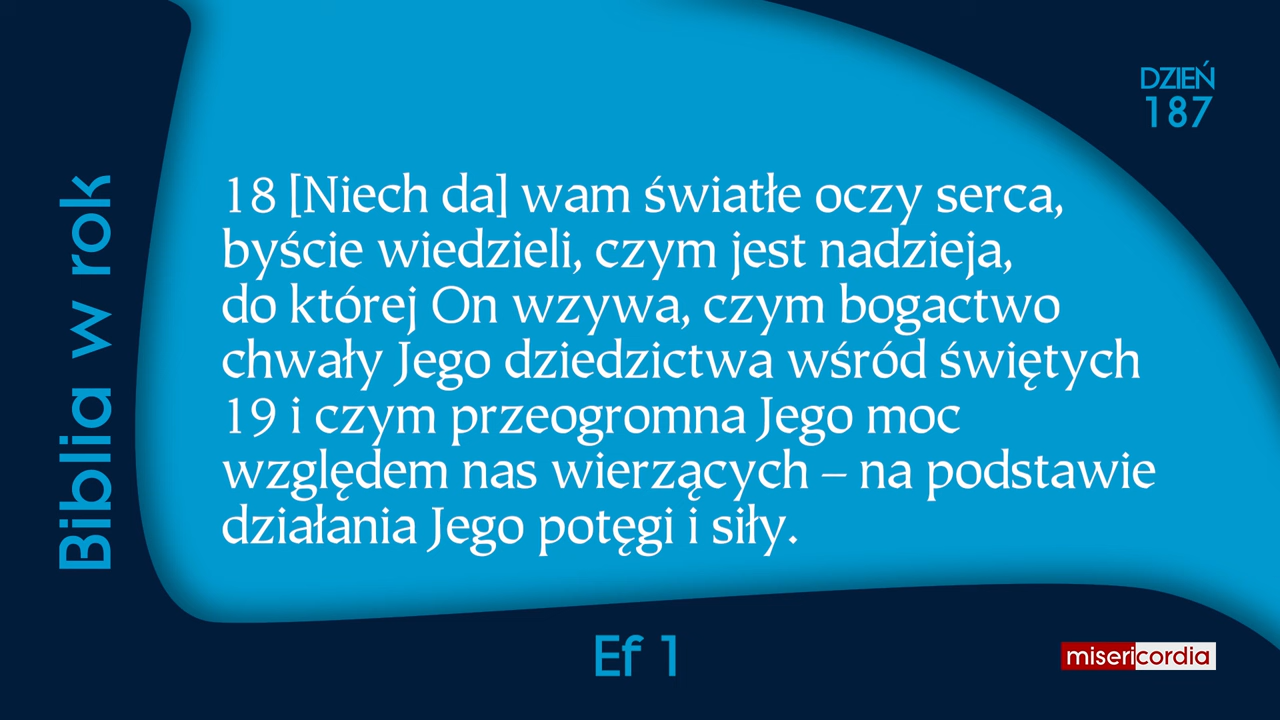 Biblia w rok
DZIEŃ
187
18 [Niech da] wam światłe oczy serca,
byście wiedzieli, czym jest nadzieja,
do której On wzywa, czym bogactwo
chwały Jego dziedzictwa wśród świętych
19 i czym przeogromna Jego moc
względem nas wierzących – na podstawie
działania Jego potęgi i siły.
Ef 1
misericordia